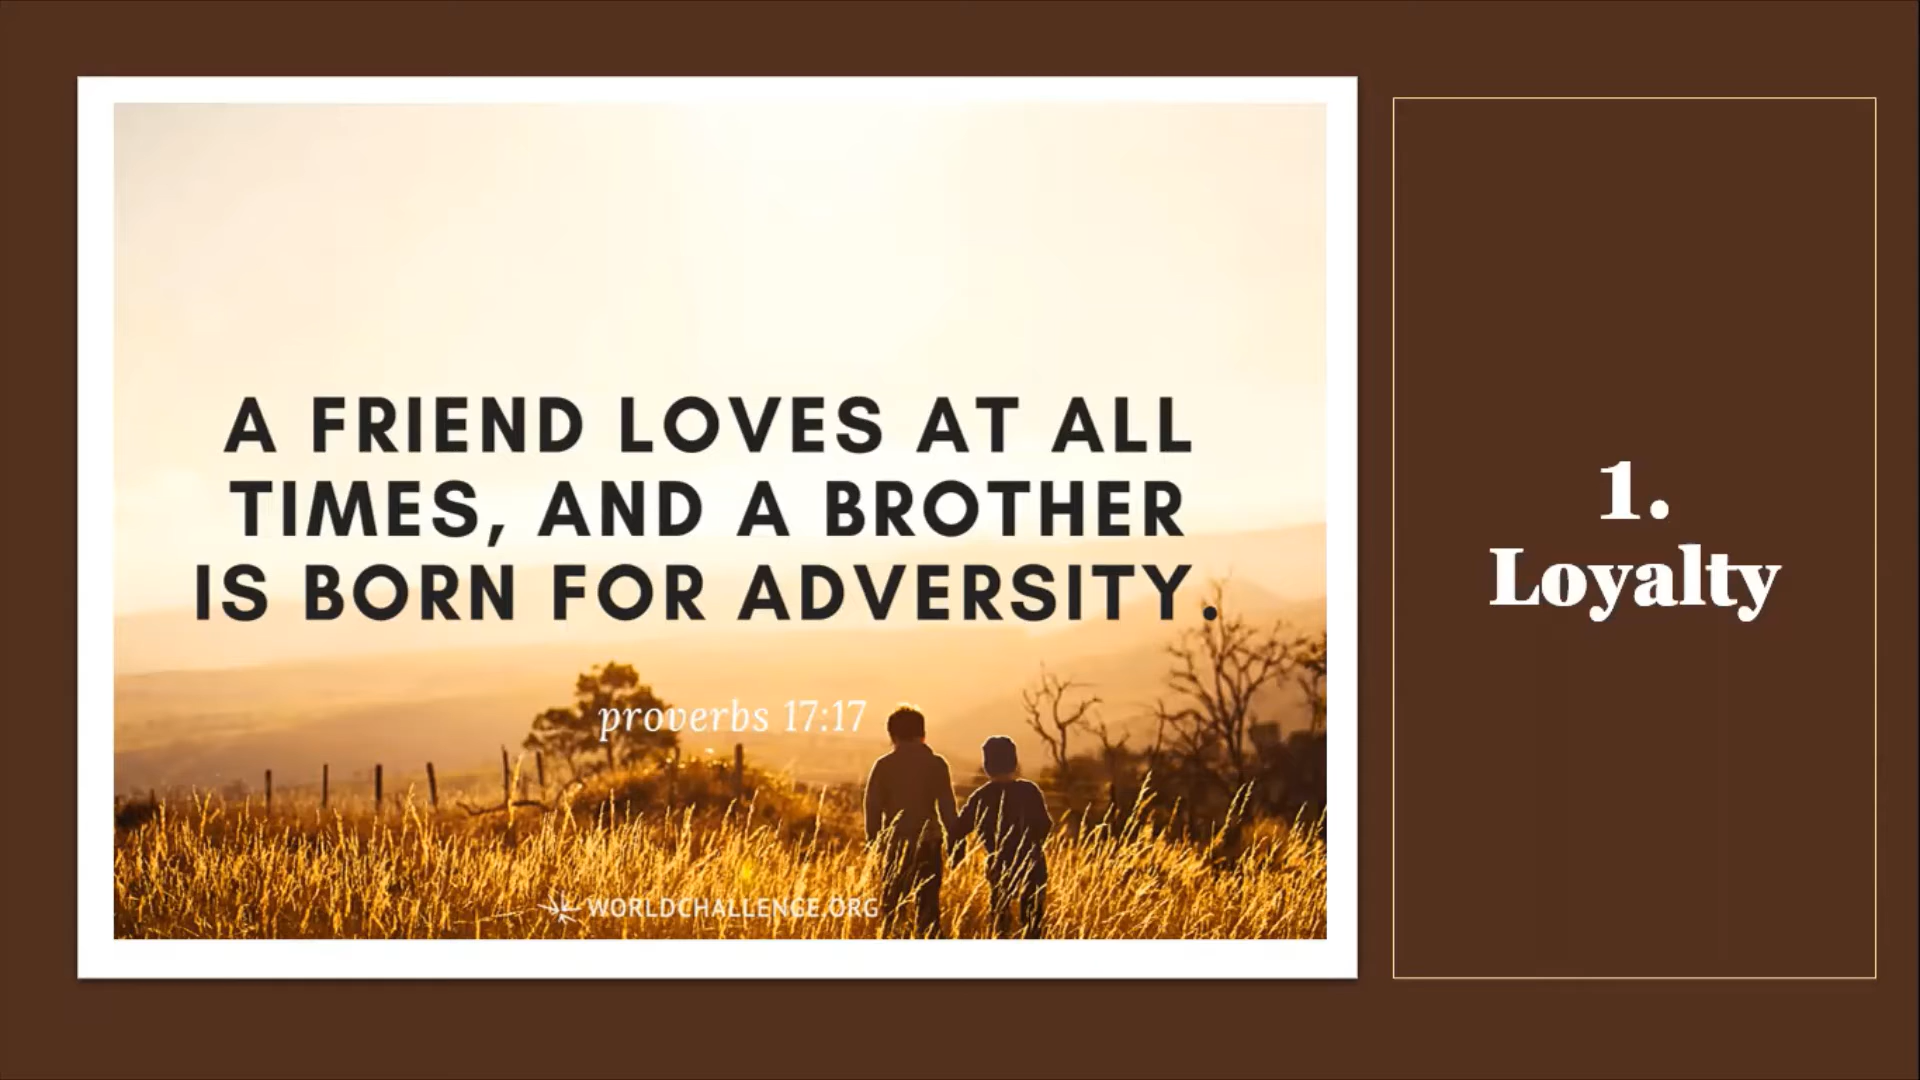 A FRIEND LOVES AT ALL
TIMES, AND A BROTHER
IS BORN FOR ADVERSITY.
proverbs 17:17
WORLDCHALLENGE.ORG
1.
Loyalty